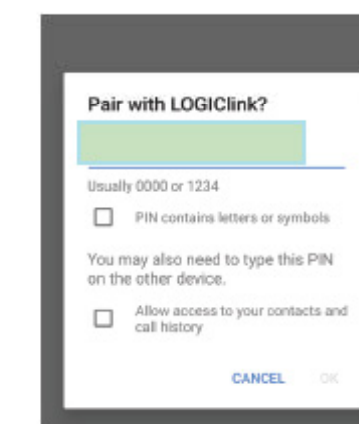 Pair with LOGIClink?
Usually 0000 or 1234
PIN contains letters or symbols
You may also need to type this PIN
on the other device.
Allow access to your contacts and
call history
CANCEL OK